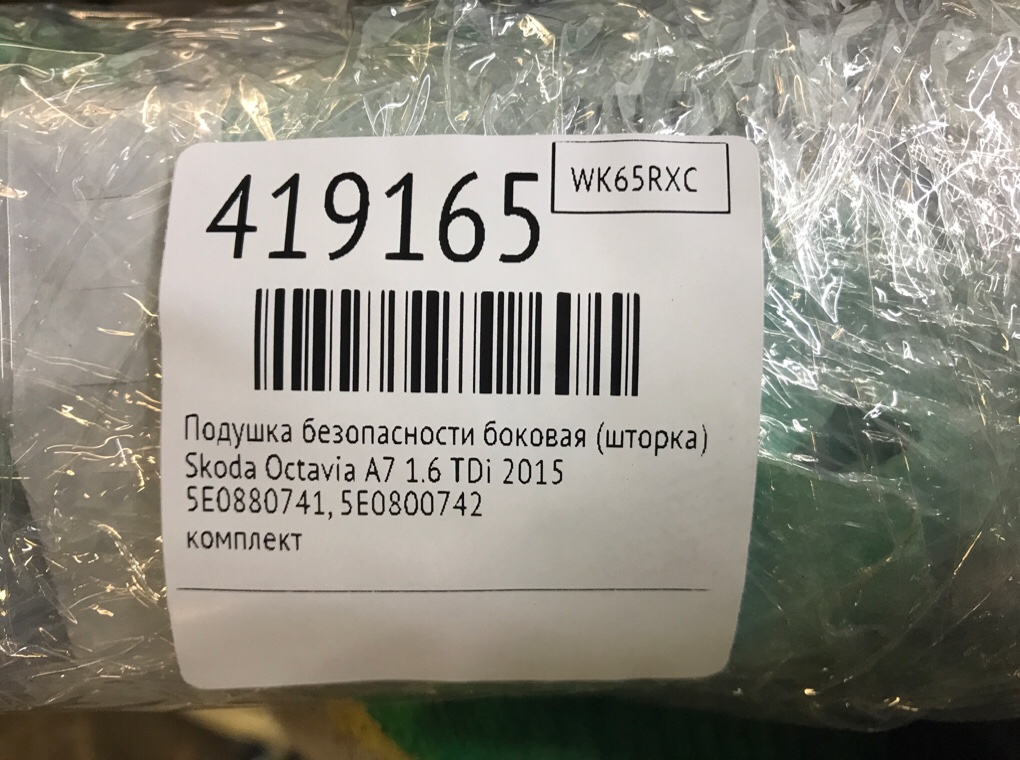 419165
WK65RXC
Подушка безопасности боковая (шторка)
Skoda Octavia A7 1.6 TDi 2015
5E0880741, 5E0800742
комплект